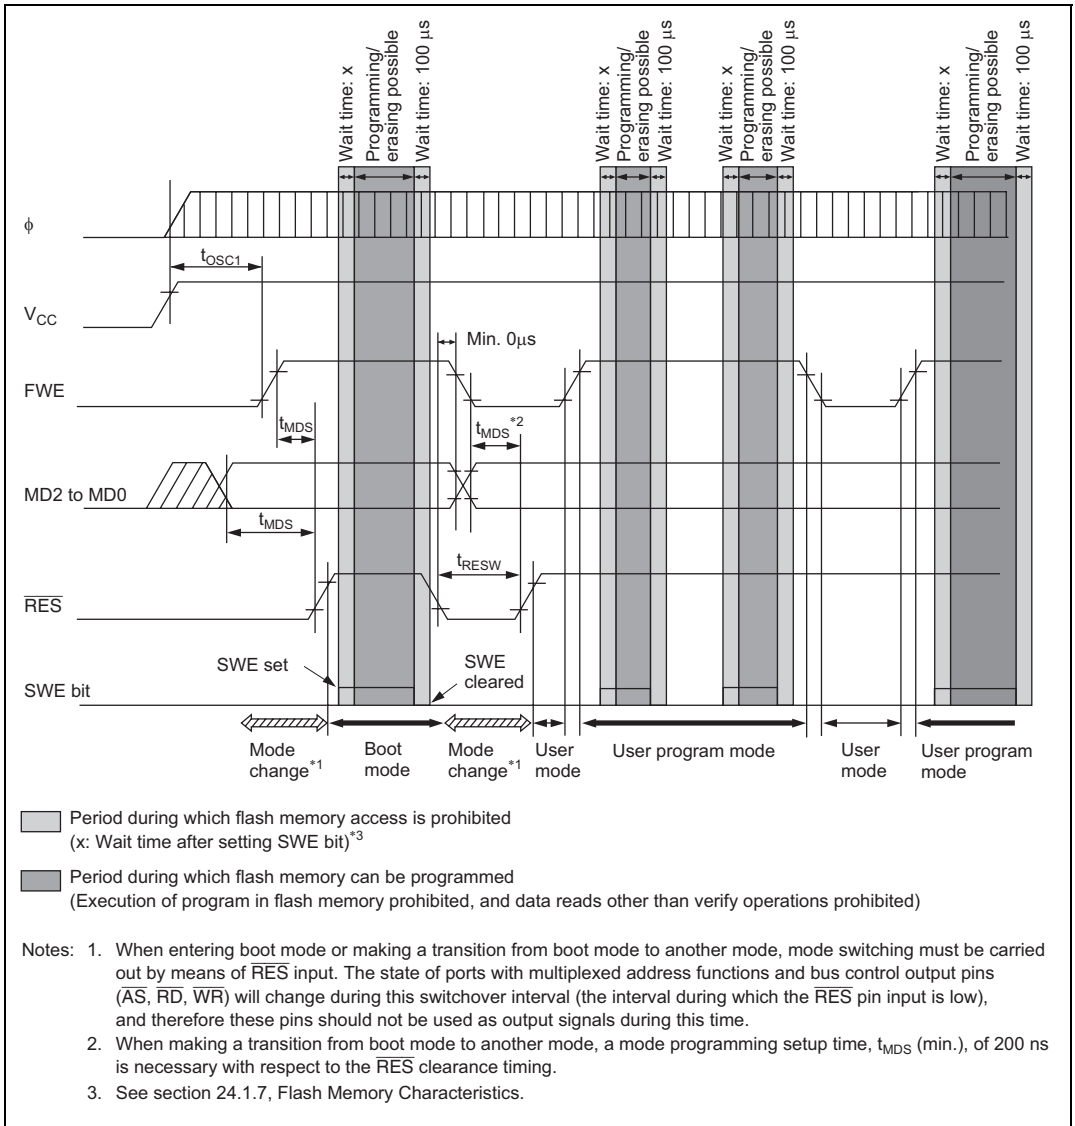 Wait time: x
Programming/
erasing possible
Wait time: 100 μs
Wait time: x
Programming/
erasing possible
Wait time: 100 μs
Wait time: x
Programming/
erasing possible
Wait time: 100 μs
Wait time: x
Programming/
erasing possible
Wait time: 100 μs
ϕ
tOSC1
VCC
Min. 0μs
FWE
tMDS
tMDS*2
MD2 to MD0
tMDS
tRESW
RES
SWE set
SWE
cleared
SWE bit
Mode
change*1
Boot
mode
Mode
change*1
User
mode
User program mode
User
mode
User program
mode
Period during which flash memory access is prohibited
(x: Wait time after setting SWE bit)*3
Period during which flash memory can be programmed
(Execution of program in flash memory prohibited, and data reads other than verify operations prohibited)
Notes: 1. When entering boot mode or making a transition from boot mode to another mode, mode switching must be carried
out by means of RES input. The state of ports with multiplexed address functions and bus control output pins
(AS, RD, WR) will change during this switchover interval (the interval during which the RES pin input is low),
and therefore these pins should not be used as output signals during this time.
2. When making a transition from boot mode to another mode, a mode programming setup time, tMDS (min.), of 200 ns
is necessary with respect to the RES clearance timing.
3. See section 24.1.7, Flash Memory Characteristics.